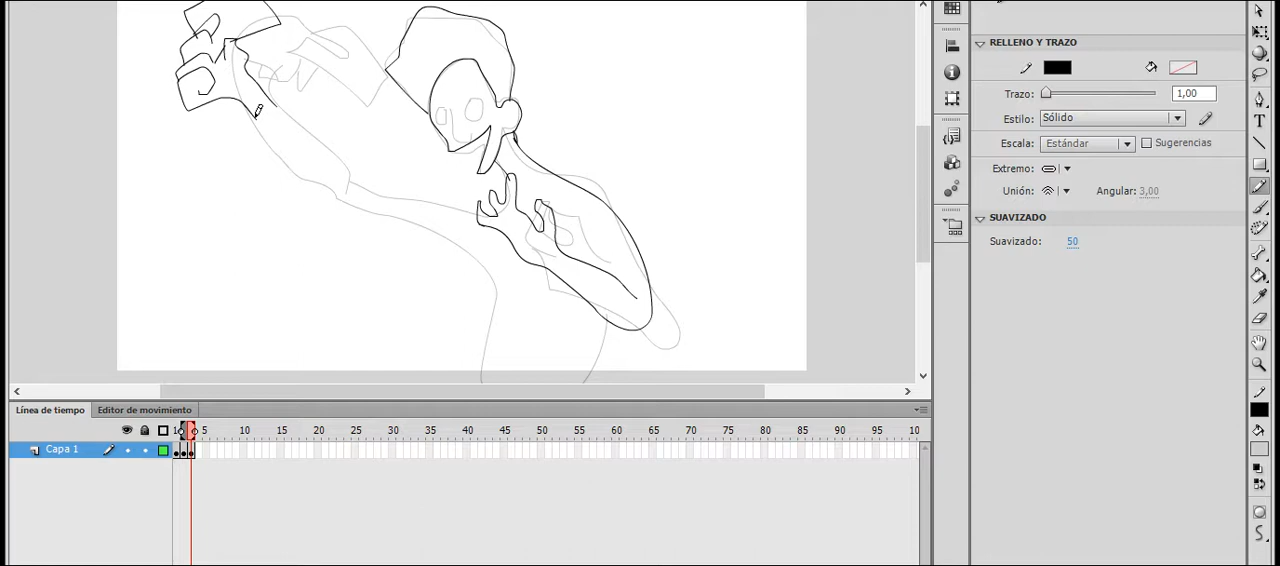 RELLENO Y TRAZO
Trazo: 1,00
Estilo: Sólido
Escala: Estándar Sugerencias
Extremo:
Unión: Angular: 3,00
SUAVIZADO
Suavizado: 50
Línea de tiempo Editor de movimiento
1 5 10 15 20 25 30 35 40 45 50 55 60 65 70 75 80 85 90 95 10
Capa 1